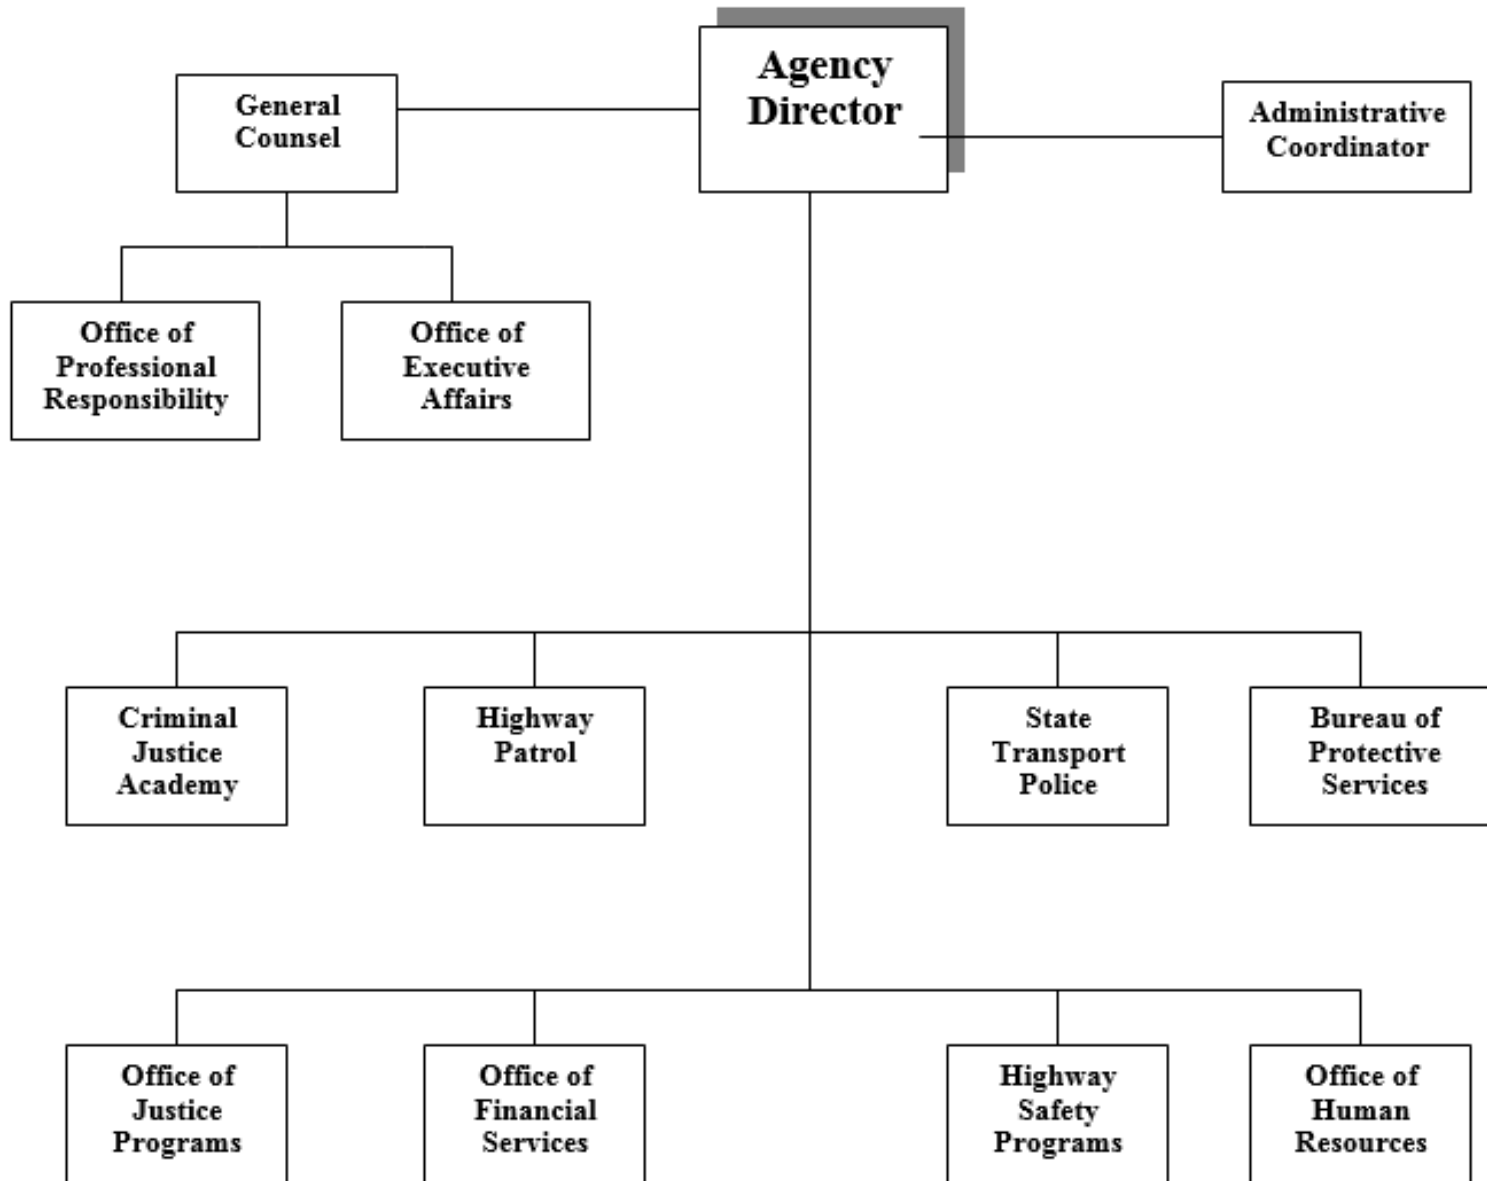 Agency
Director
General
Counsel
Administrative
Coordinator
Office of
Professional
Responsibility
Office of
Executive
Affairs
Criminal
Justice
Academy
Highway
Patrol
State
Transport
Police
Bureau of
Protective
Services
Office of
Justice
Programs
Office of
Financial
Services
Highway
Safety
Programs
Office of
Human
Resources